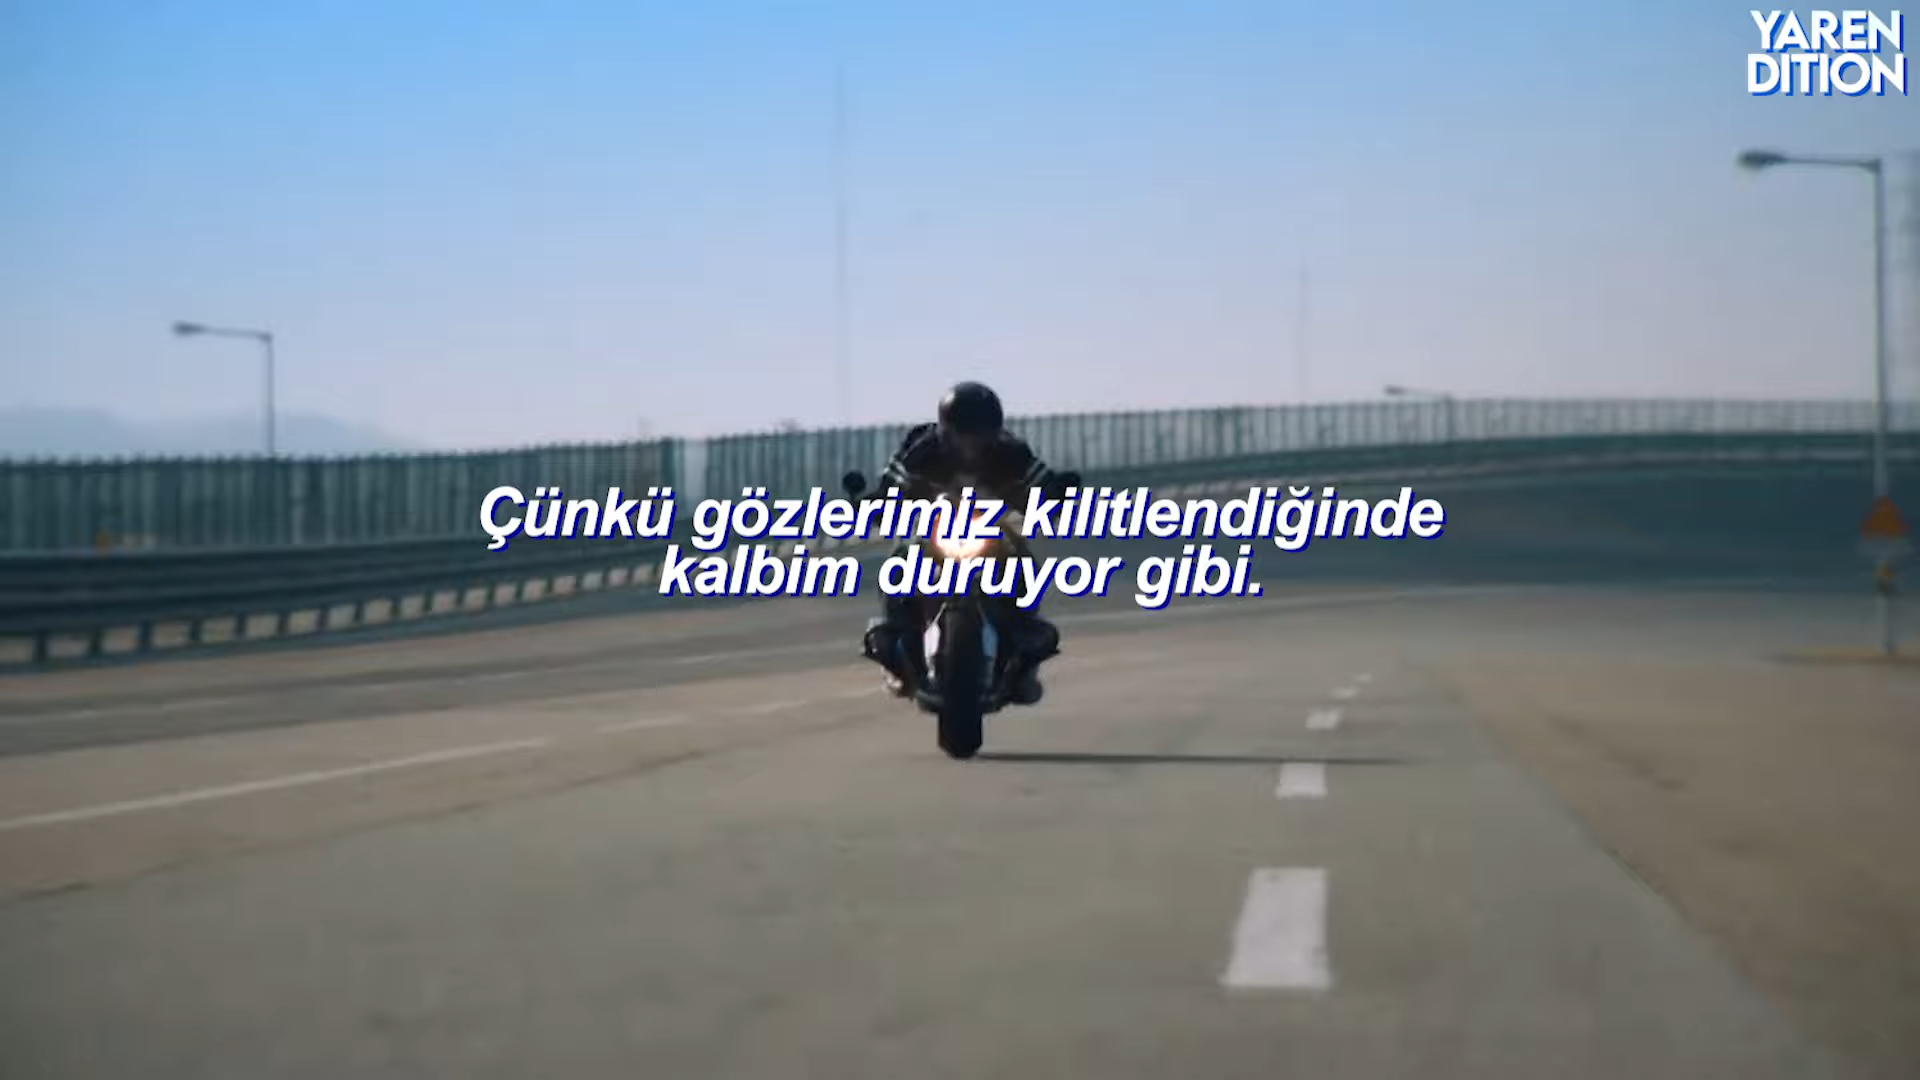 YAREN
DITION
Çünkü gözlerimiz kilitlendiğinde
kalbim duruyor gibi.